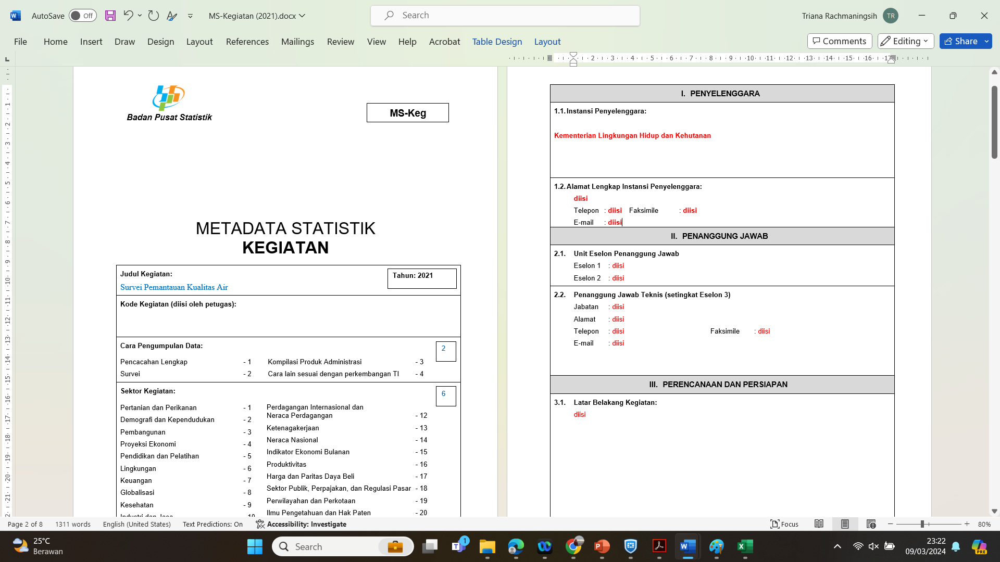 AutoSave Off MS-Kegiatan (2021).docx Search Triana Rachmaningsih TR
File Home Insert Draw Design Layout References Mailings Review View Help Acrobat Table Design Layout Comments Editing Share
Badan Pusat Statistik
MS-Keg
METADATA STATISTIK
KEGIATAN
Judul Kegiatan:
Tahun: 2021
Survei Pemantauan Kualitas Air
Kode Kegiatan (diisi oleh petugas):
Cara Pengumpulan Data:
2
Pencacahan Lengkap - 1 Kompilasi Produk Administrasi - 3
Survei - 2 Cara lain sesuai dengan perkembangan TI - 4
Sektor Kegiatan:
6
Pertanian dan Perikanan - 1
Demografi dan Kependudukan - 2
Pembangunan - 3
Proyeksi Ekonomi - 4
Pendidikan dan Pelatihan - 5
Lingkungan - 6
Keuangan - 7
Globalisasi - 8
Kesehatan - 9
Industri dan Jasa - 10
Perdagangan Internasional dan
Neraca Perdagangan - 12
Ketenagakerjaan - 13
Neraca Nasional - 14
Indikator Ekonomi Bulanan - 15
Produktivitas - 16
Harga dan Paritas Daya Beli - 17
Sektor Publik, Perpajakan, dan Regulasi Pasar - 18
Perwilayahan dan Perkotaan - 19
Ilmu Pengetahuan dan Hak Paten - 20
I. PENYELENGGARA
1.1. Instansi Penyelenggara:
Kementerian Lingkungan Hidup dan Kehutanan
1.2. Alamat Lengkap Instansi Penyelenggara:
diisi
Telepon : diisi Faksimile : diisi
E-mail : diisi
II. PENANGGUNG JAWAB
2.1. Unit Eselon Penanggung Jawab
Eselon 1 : diisi
Eselon 2 : diisi
2.2. Penanggung Jawab Teknis (setingkat Eselon 3)
Jabatan : diisi
Alamat : diisi
Telepon : diisi Faksimile : diisi
E-mail : diisi
III. PERENCANAAN DAN PERSIAPAN
3.1. Latar Belakang Kegiatan:
diisi
Page 2 of 8 1311 words English (United States) Text Predictions: On Accessibility: Investigate Focus 80%
25°C
Berawan
Search
1
23:22
09/03/2024
PRE